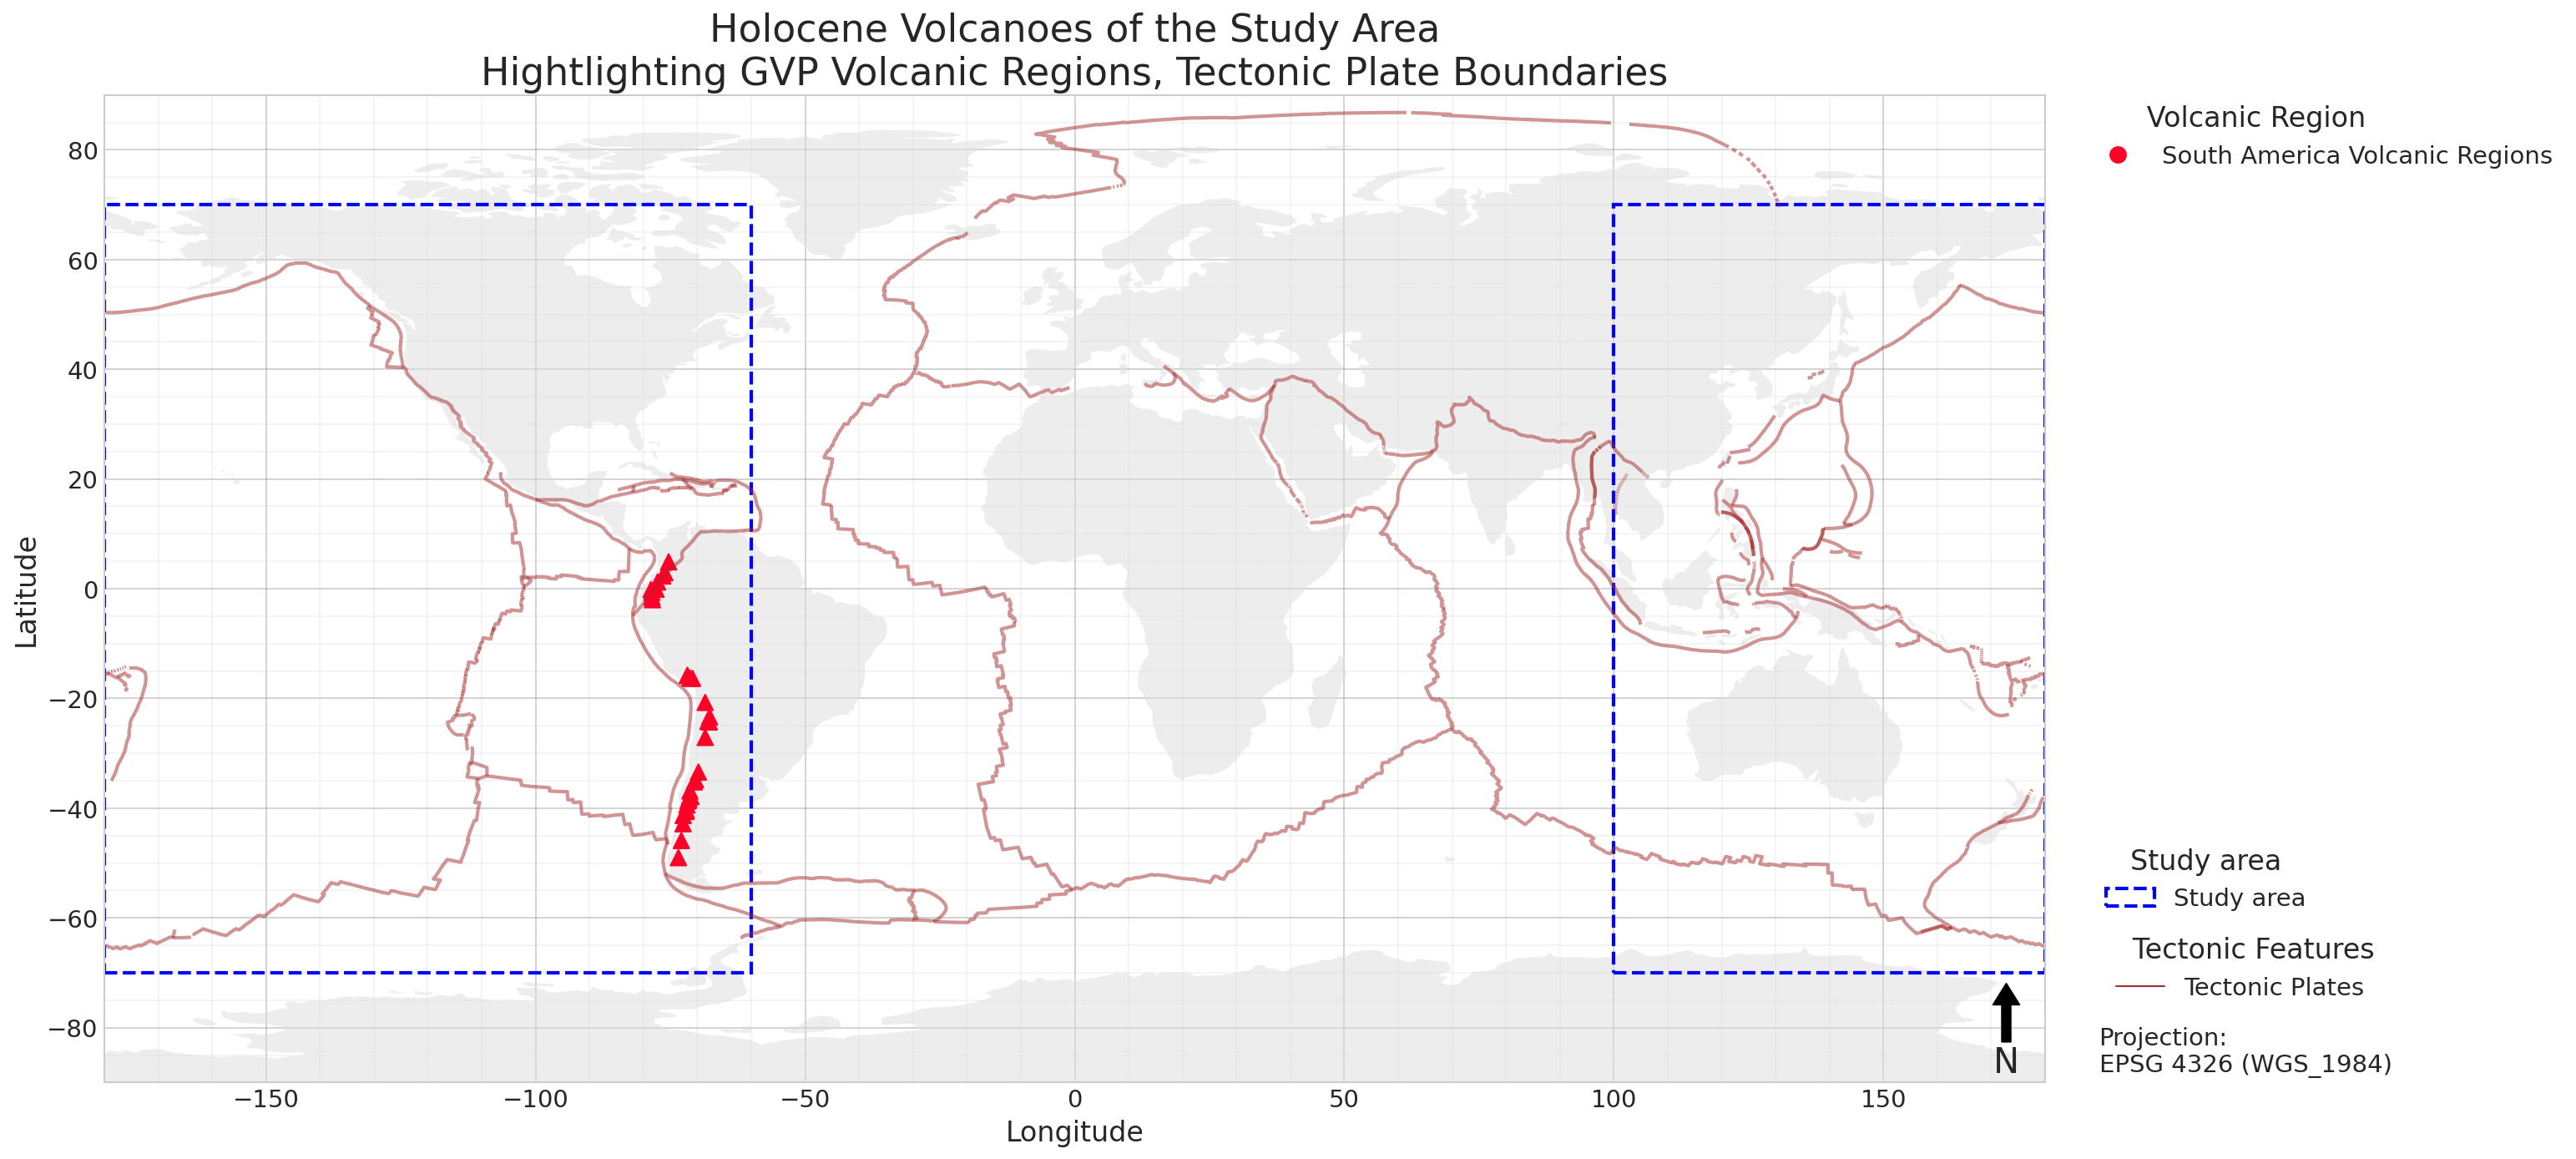 Holocene Volcanoes of the Study Area
Hightlighting GVP Volcanic Regions, Tectonic Plate Boundaries
Volcanic Region
South America Volcanic Regions
80
60
40
20
0
−20
−40
−60
−80
Latitude
−150
−100
−50
0
50
100
150
Longitude
N
Study area
Study area
Tectonic Features
Tectonic Plates
Projection:
EPSG 4326 (WGS_1984)